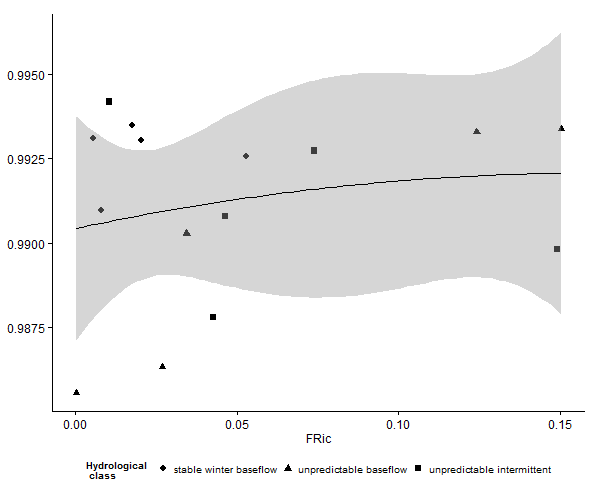 0.9950
0.9925
0.9900
0.9875
0.00 0.05 0.10 0.15
FRic
Hydrological
class
stable winter baseflow unpredictable baseflow unpredictable intermittent